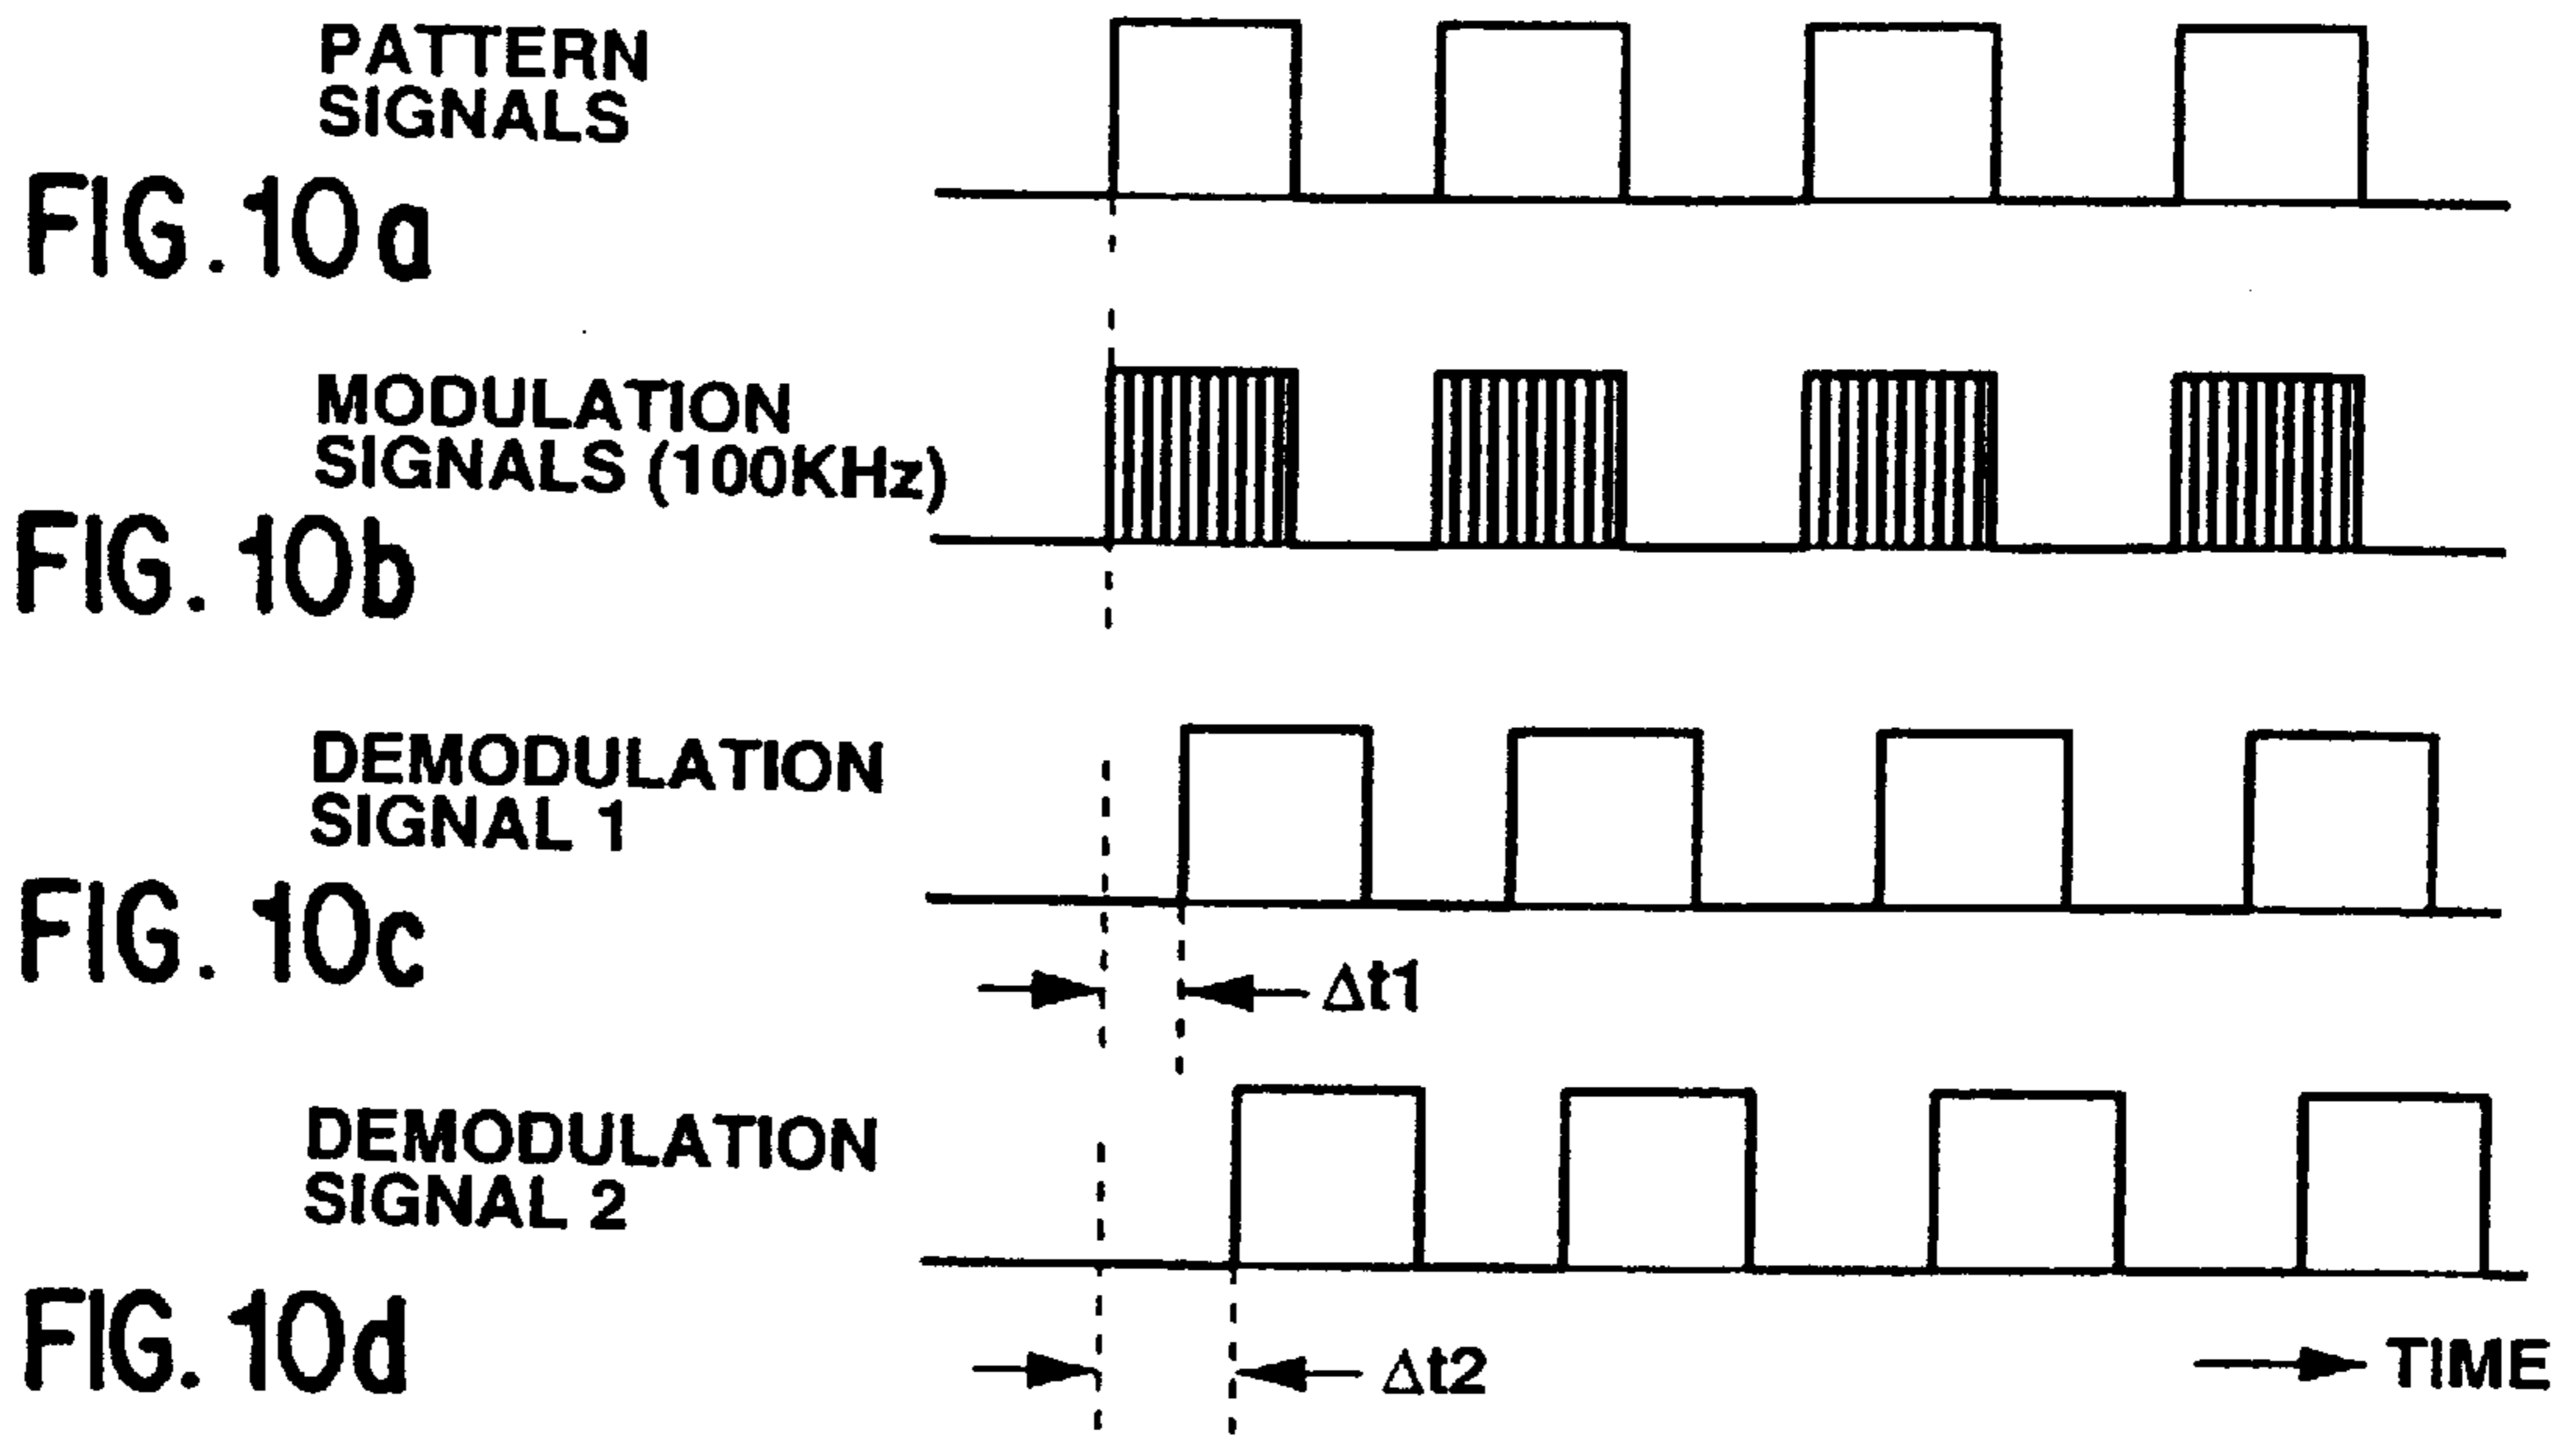 PATTERN
SIGNALS
FIG. 10a
MODULATION
SIGNALS (100KHz)
FIG. 10b
DEMODULATION
SIGNAL 1
FIG. 10c
Δt1
DEMODULATION
SIGNAL 2
FIG. 10d
Δt2
TIME